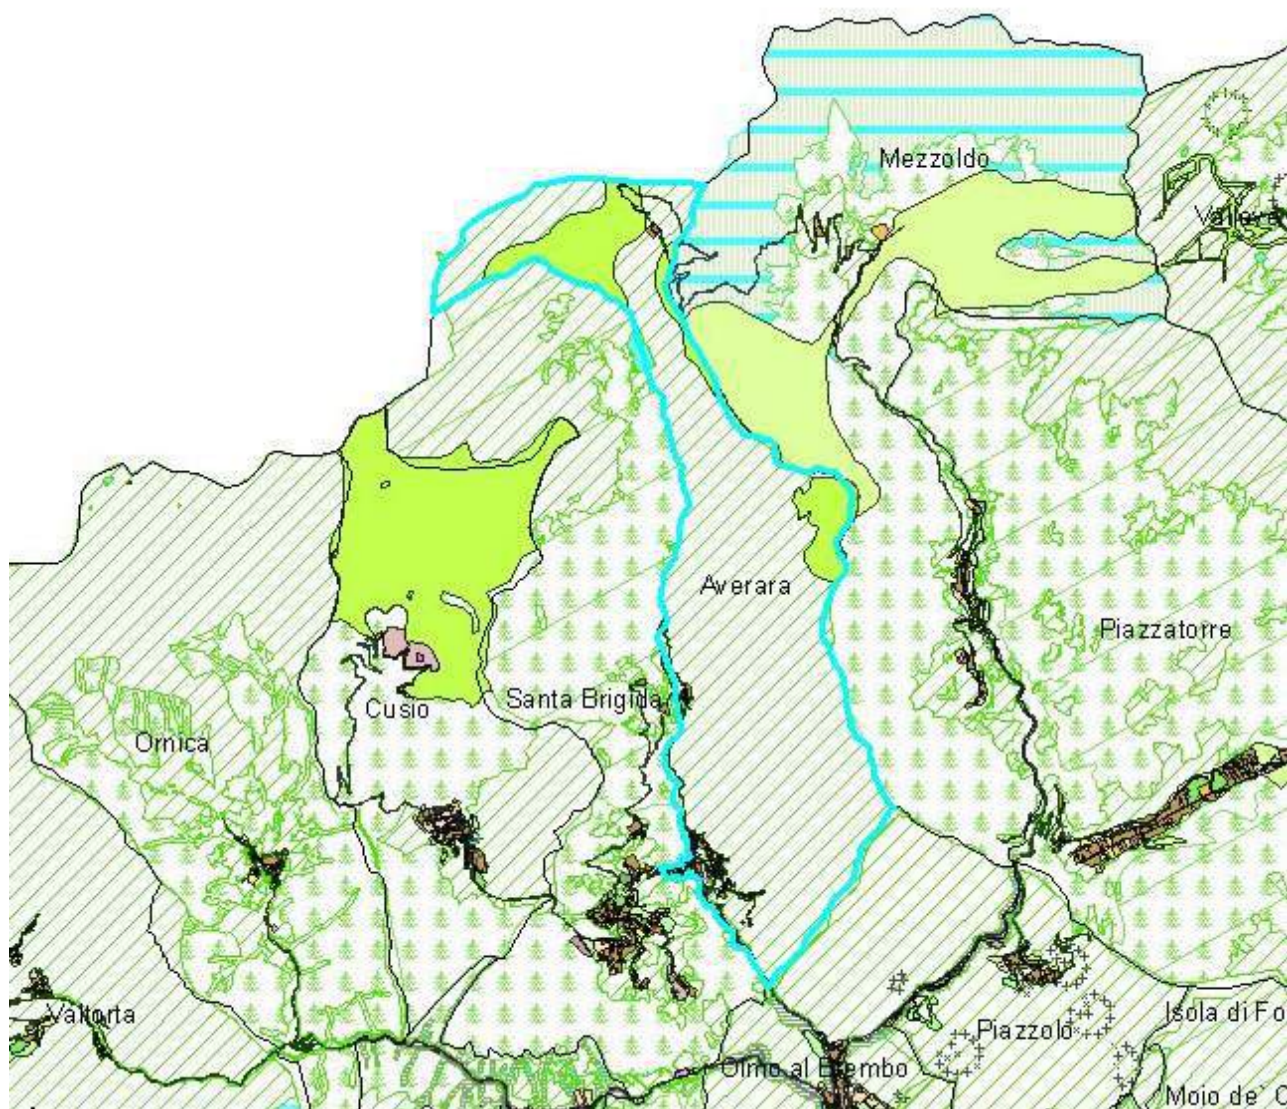 Mezzoldo
Averara
Piazzatorre
Santa Brigida
Cusio
Ornica
Valtorta
Isola di Fo
Piazzolo
Olmo al Brembo
Moio de`